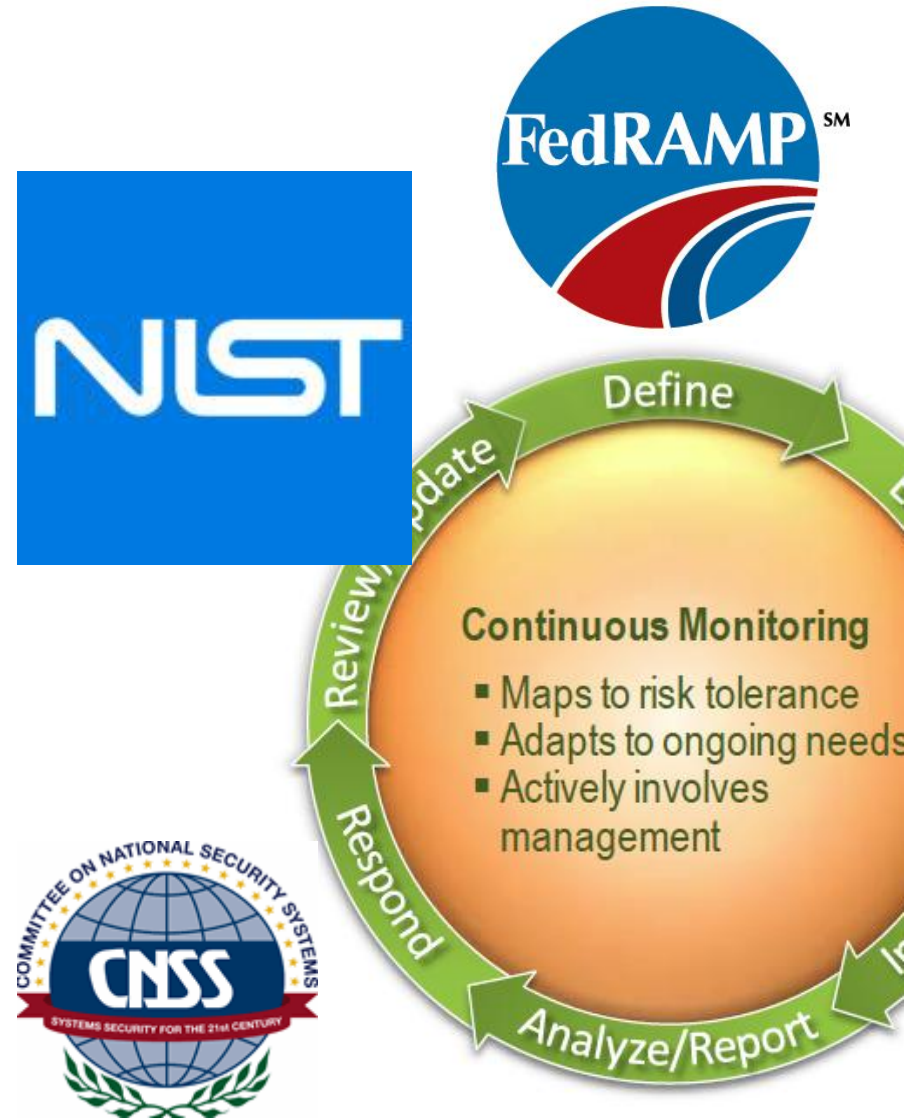 FedRAMP SM
NIST
Define
Review/Update
Continuous Monitoring
▪ Maps to risk tolerance
▪ Adapts to ongoing needs
▪ Actively involves
management
Respond
Analyze/Report
COMMITTEE ON NATIONAL SECURITY SYSTEMS
CNSS
SYSTEMS SECURITY FOR THE 21st CENTURY